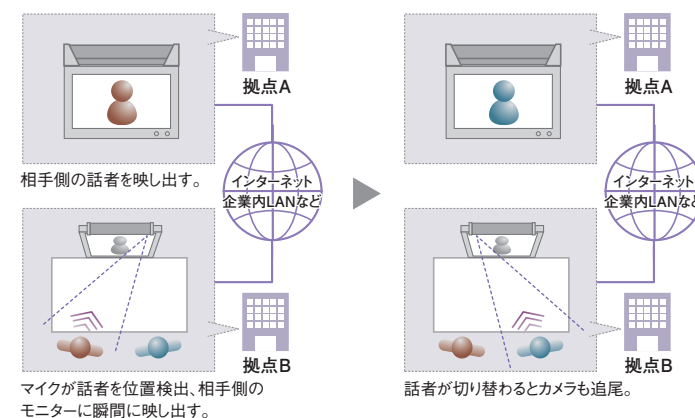 拠点A
相手側の話者を映し出す。
インターネット
企業内LANなど
拠点B
マイクが話者を位置検出、相手側の
モニターに瞬間に映し出す。
拠点A
インターネット
企業内LANなど
拠点B
話者が切り替わるとカメラも追尾。